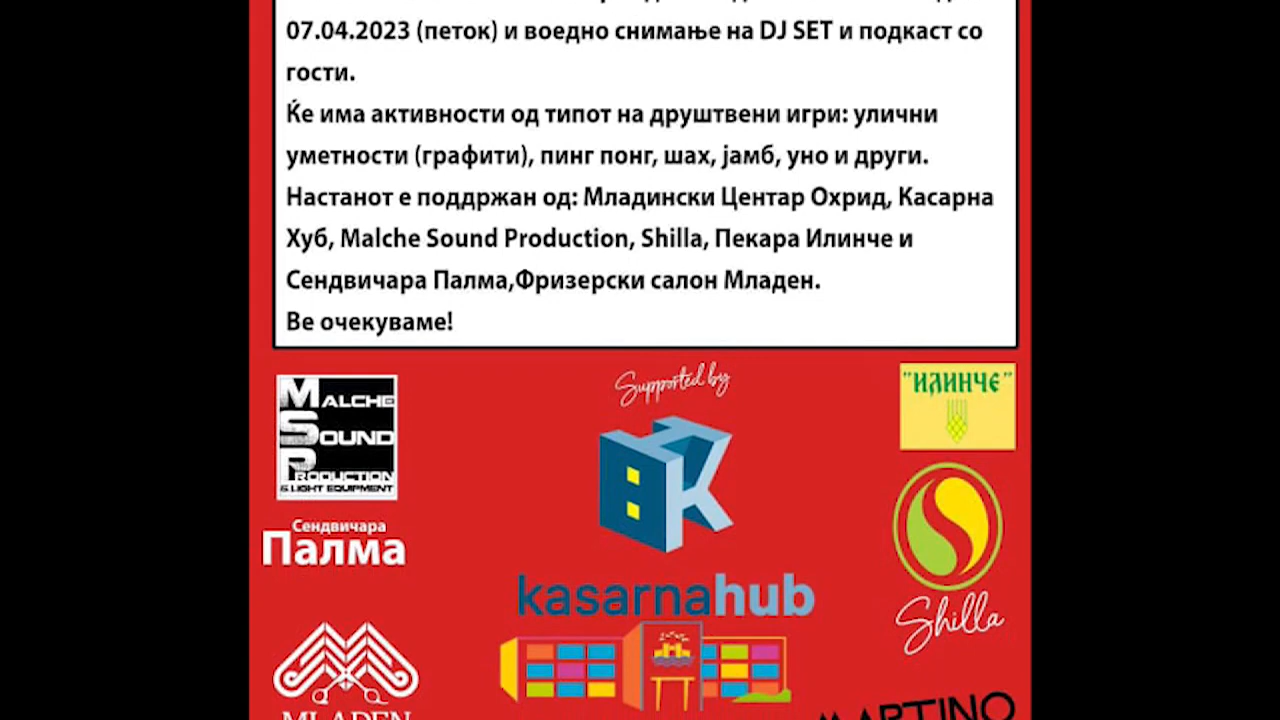 07.04.2023 (петок) и воедно снимање на DJ SET и подкаст со
гости.
Ќе има активности од типот на друштвени игри: улични
уметности (графити), пинг понг, шах, јамб, уно и други.
Настанот е поддржан од: Младински Центар Охрид, Касарна
Хуб, Malche Sound Production, Shilla, Пекара Илинче и
Сендвичара Палма,Фризерски салон Младен.
Ве очекуваме!
Supported by
MALCHE
SOUND
PRODUCTION
& LIGHT EQUIPMENT
"ИЛИНЧЕ"
Сендвичара
Палма
kasarnahub
Shilla
MLADEN
MARTINO